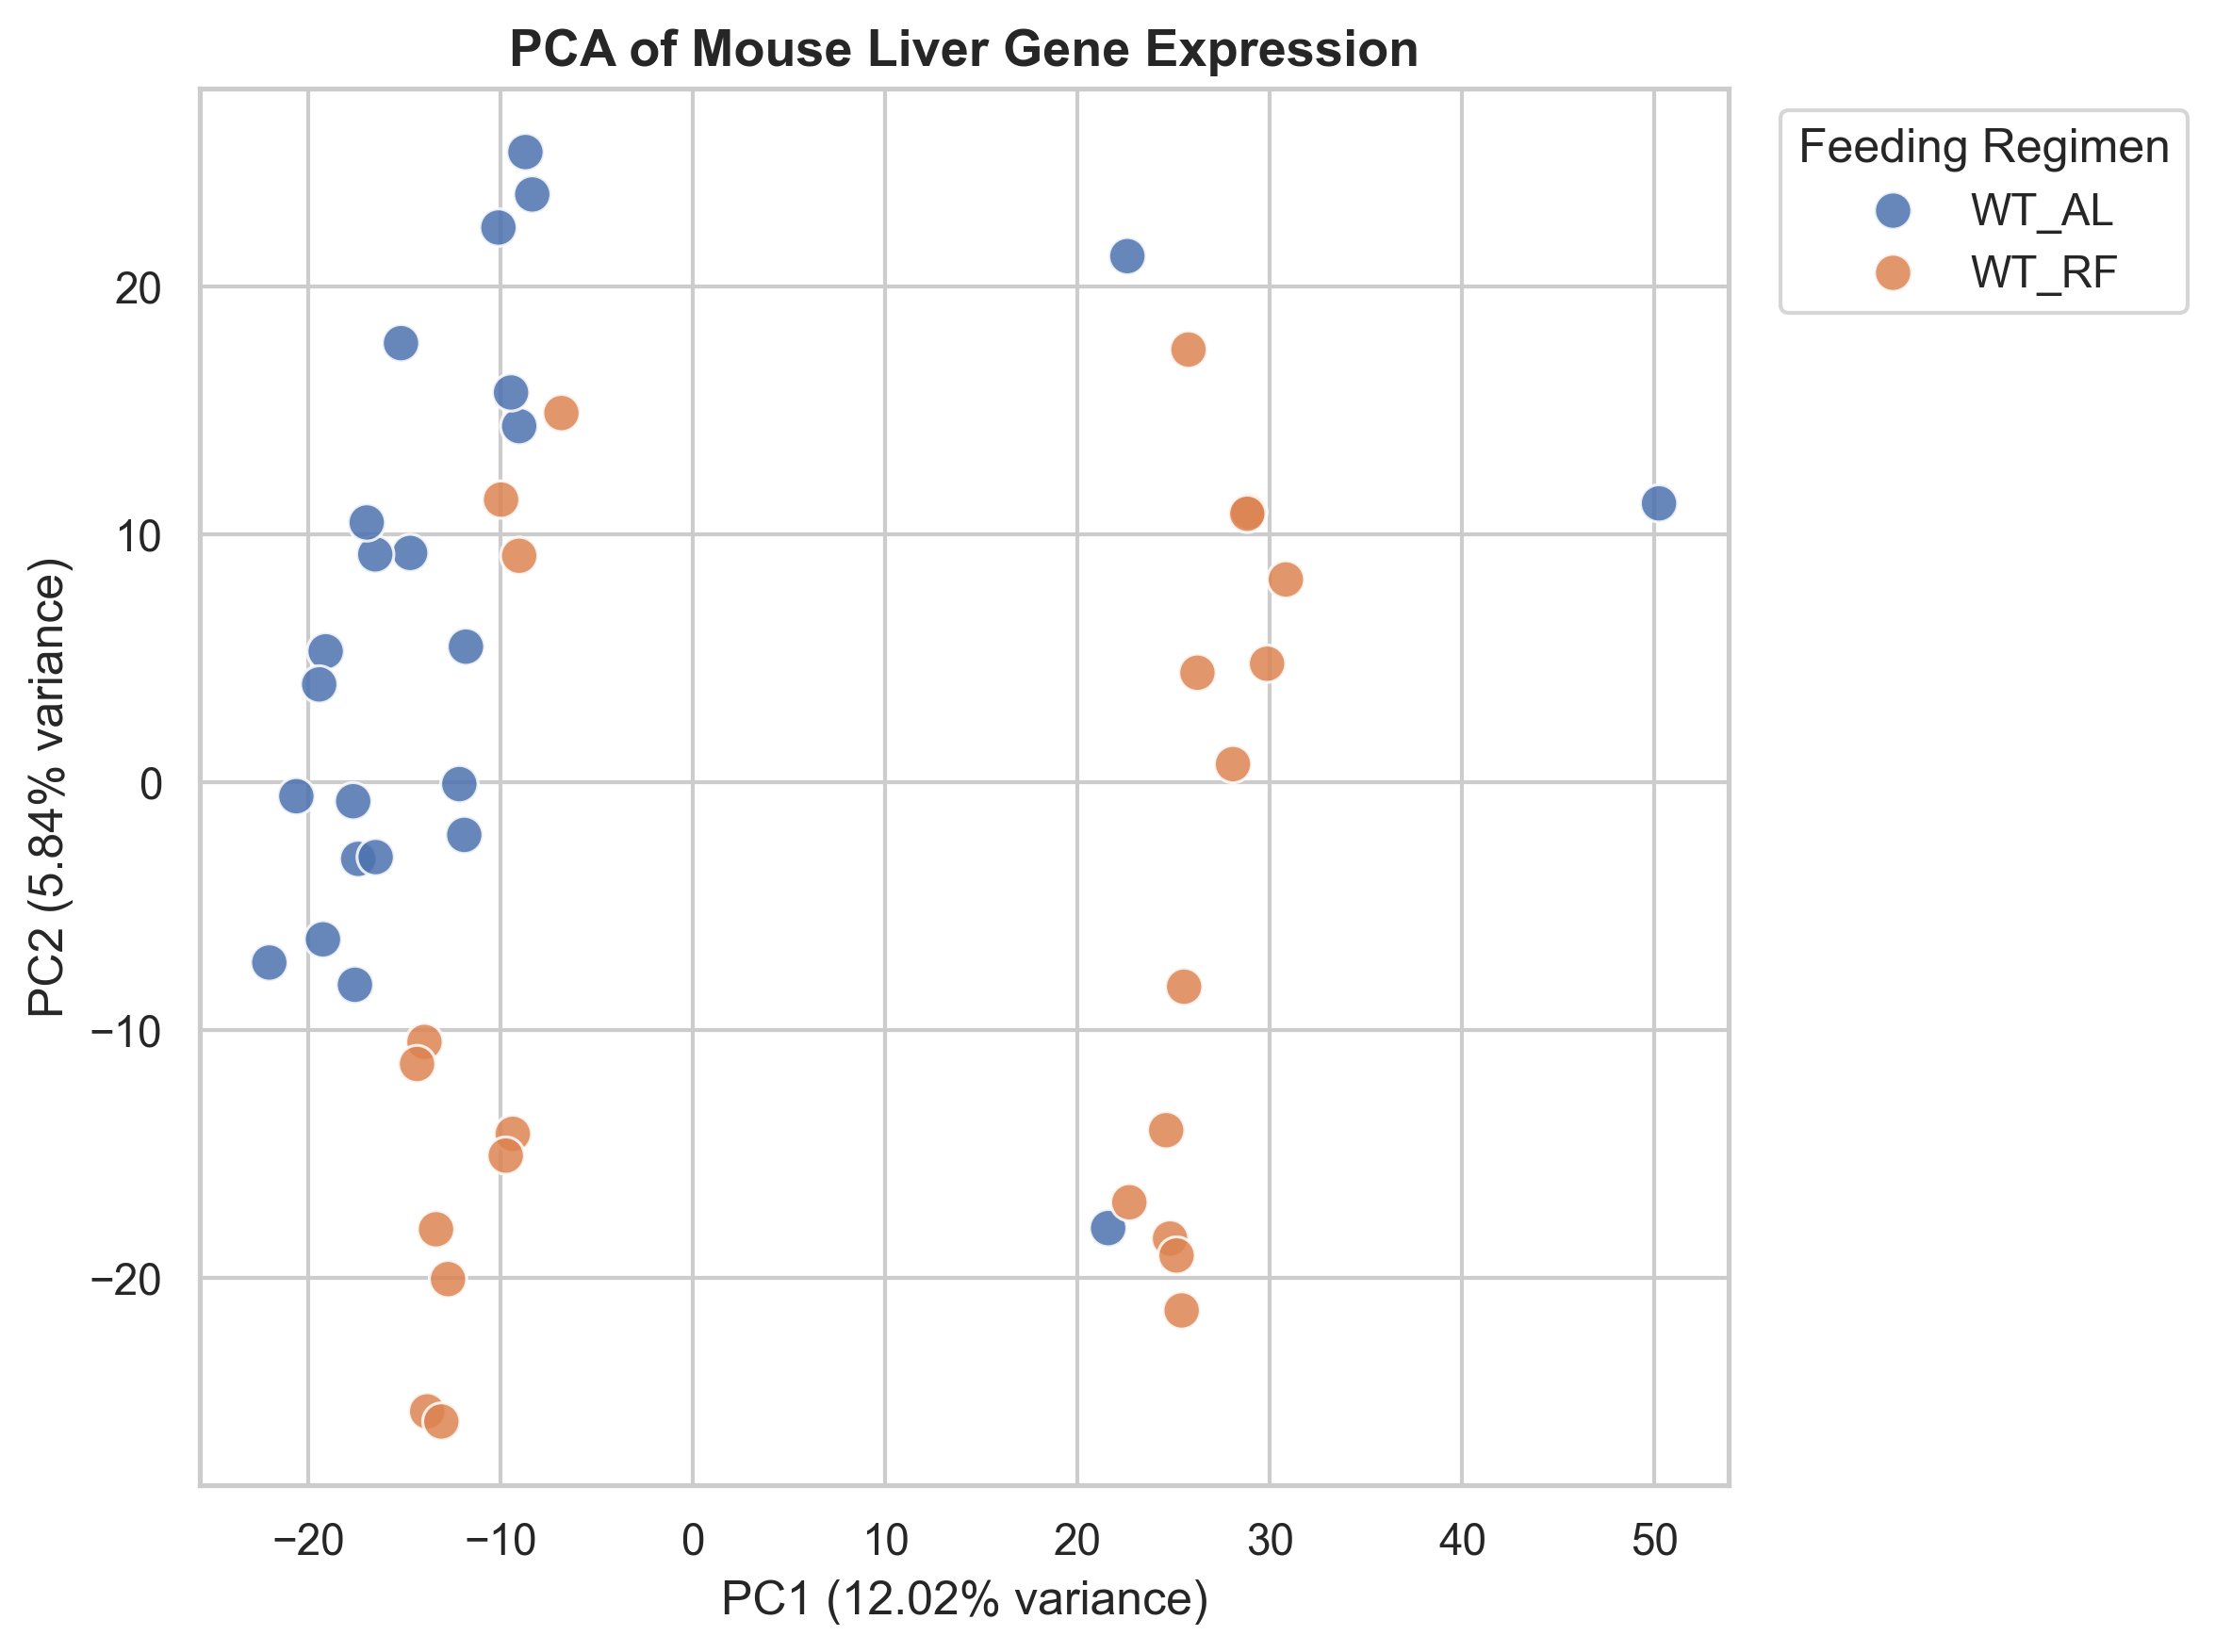 PCA of Mouse Liver Gene Expression
Feeding Regimen
WT_AL
WT_RF
PC2 (5.84% variance)
20
10
0
−10
−20
−20
−10
0
10
20
30
40
50
PC1 (12.02% variance)